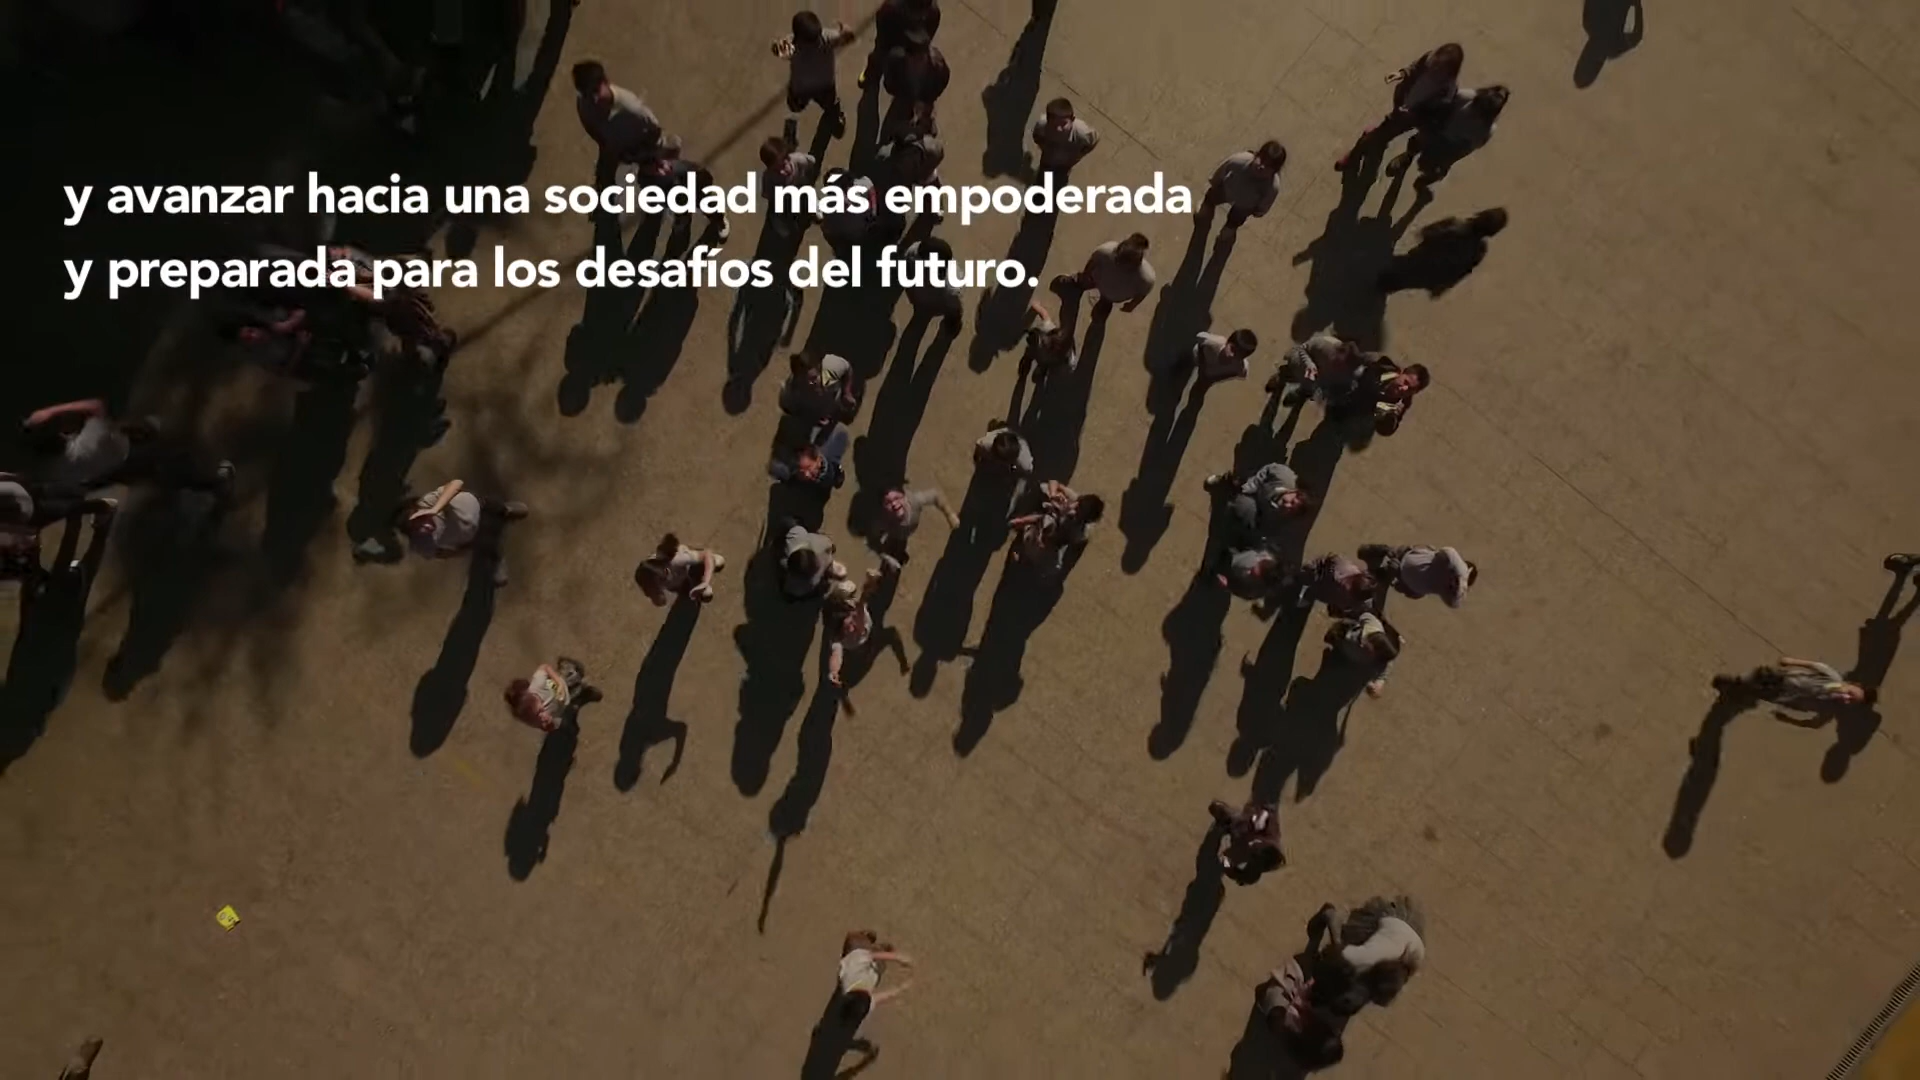 y avanzar hacia una sociedad más empoderada
y preparada para los desafíos del futuro.